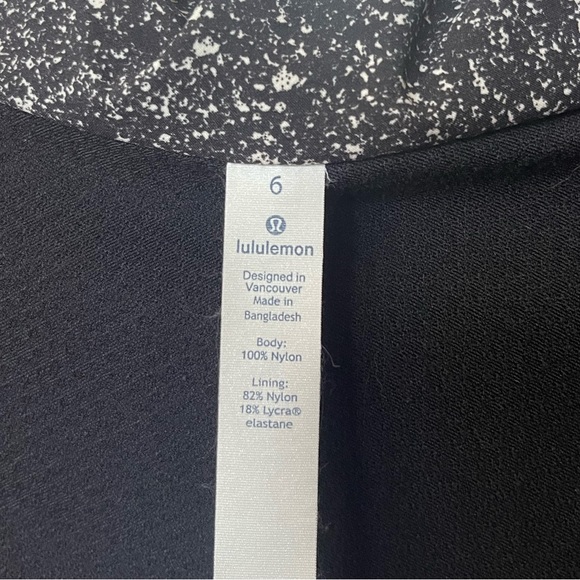 6
lululemon
Designed in
Vancouver
Made in
Bangladesh
Body:
100% Nylon
Lining:
82% Nylon
18% Lycra®
elastane